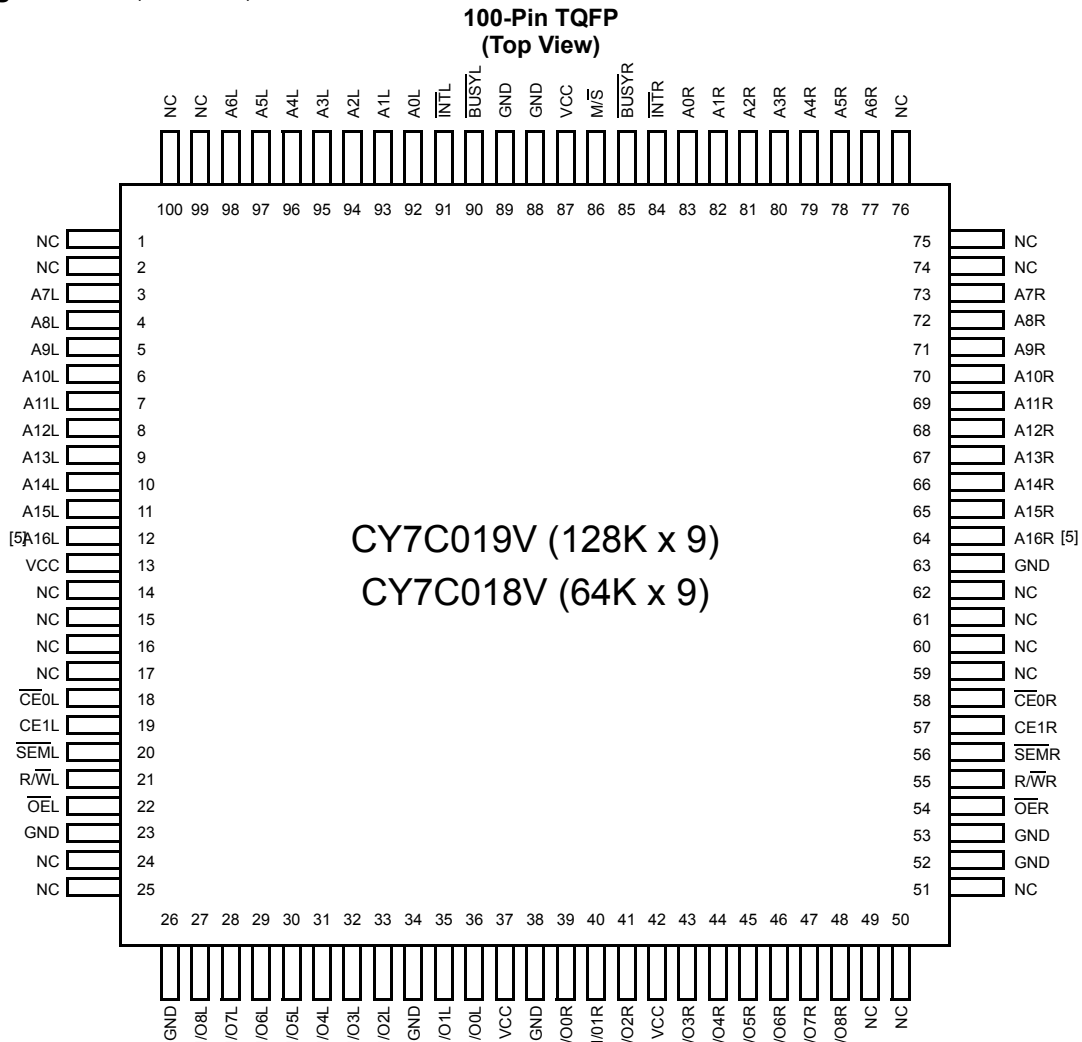 100-Pin TQFP
(Top View)
NC NC A6L A5L A4L A3L A2L A1L A0L INTL BUSYL GND GND VCC M/S BUSYR INTR A0R A1R A2R A3R A4R A5R A6R NC
100 99 98 97 96 95 94 93 92 91 90 89 88 87 86 85 84 83 82 81 80 79 78 77 76
NC 1 75 NC
NC 2 74 NC
A7L 3 73 A7R
A8L 4 72 A8R
A9L 5 71 A9R
A10L 6 70 A10R
A11L 7 69 A11R
A12L 8 68 A12R
A13L 9 67 A13R
A14L 10 66 A14R
A15L 11 65 A15R
[5]A16L 12 64 A16R [5]
VCC 13 63 GND
NC 14 62 NC
NC 15 61 NC
NC 16 60 NC
NC 17 59 NC
CE0L 18 58 CE0R
CE1L 19 57 CE1R
SEML 20 56 SEMR
R/WL 21 55 R/WR
OEL 22 54 OER
GND 23 53 GND
NC 24 52 GND
NC 25 51 NC
CY7C019V (128K x 9)
CY7C018V (64K x 9)
26 27 28 29 30 31 32 33 34 35 36 37 38 39 40 41 42 43 44 45 46 47 48 49 50
GND /O8L /O7L /O6L /O5L /O4L /O3L /O2L GND /O1L /O0L VCC GND /O0R I/01R /O2R VCC /O3R /O4R /O5R /O6R /O7R /O8R NC NC